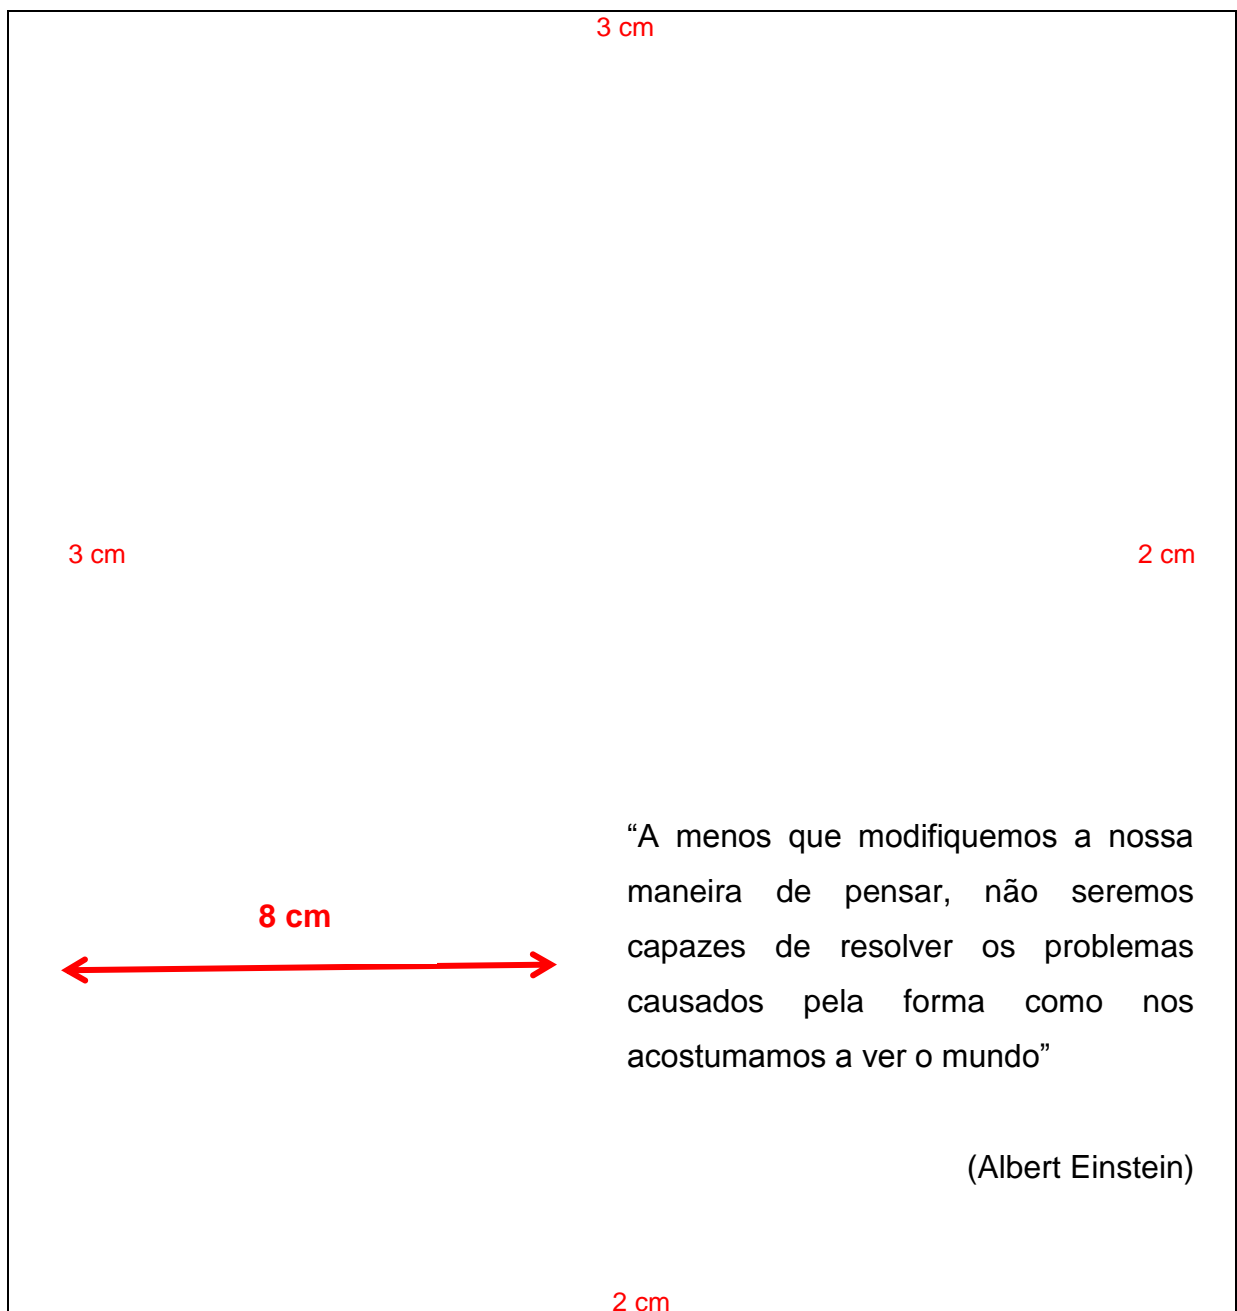 3 cm
3 cm
2 cm
“A menos que modifiquemos a nossa
maneira de pensar, não seremos
8 cm
capazes de resolver os problemas
causados pela forma como nos
acostumamos a ver o mundo”
(Albert Einstein)
2 cm